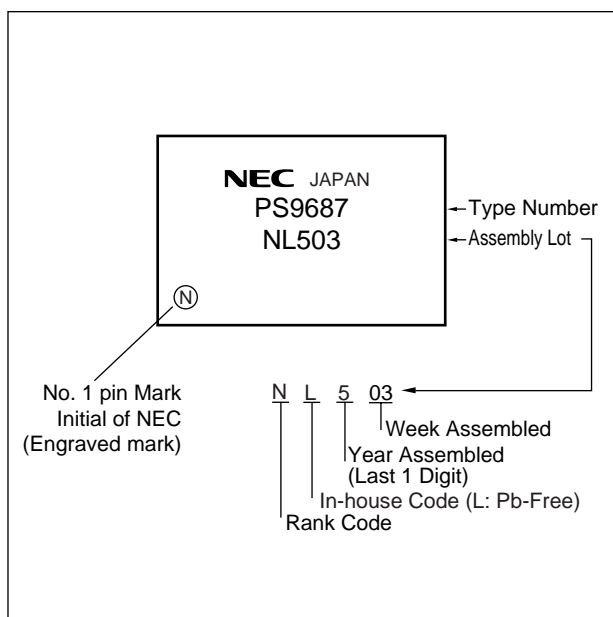 NEC JAPAN
PS9687
NL503
Type Number
Assembly Lot
N
No. 1 pin Mark
Initial of NEC
(Engraved mark)
N L 5 03
Week Assembled
Year Assembled
(Last 1 Digit)
In-house Code (L: Pb-Free)
Rank Code